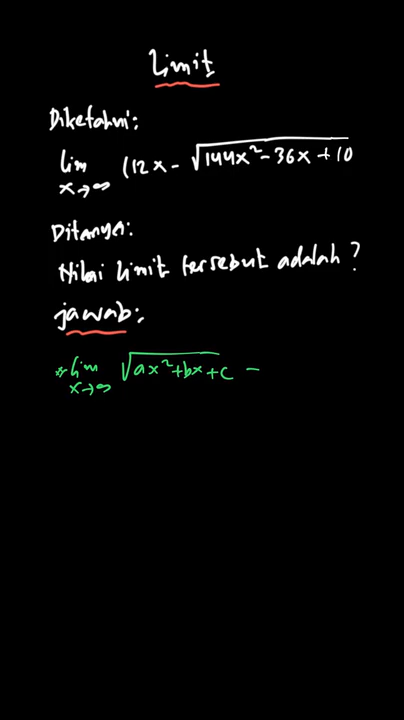 Limit
Diketahui:
lim x→∞ (12x - √144x² - 36x + 10
Ditanya:
Nilai limit tersebut adalah ?
jawab:
* lim x→∞ √ax² + bx + c -